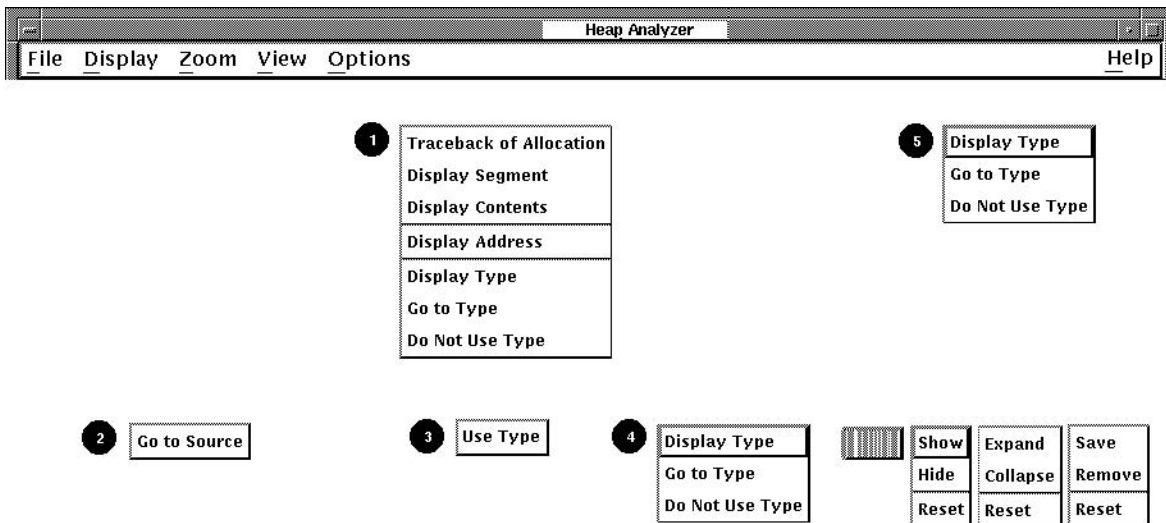 Heap Analyzer
File Display Zoom View Options Help
1
Traceback of Allocation
Display Segment
Display Contents
Display Address
Display Type
Go to Type
Do Not Use Type
5
Display Type
Go to Type
Do Not Use Type
2
Go to Source
3
Use Type
4
Display Type
Go to Type
Do Not Use Type
Show
Hide
Reset
Expand
Collapse
Reset
Save
Remove
Reset